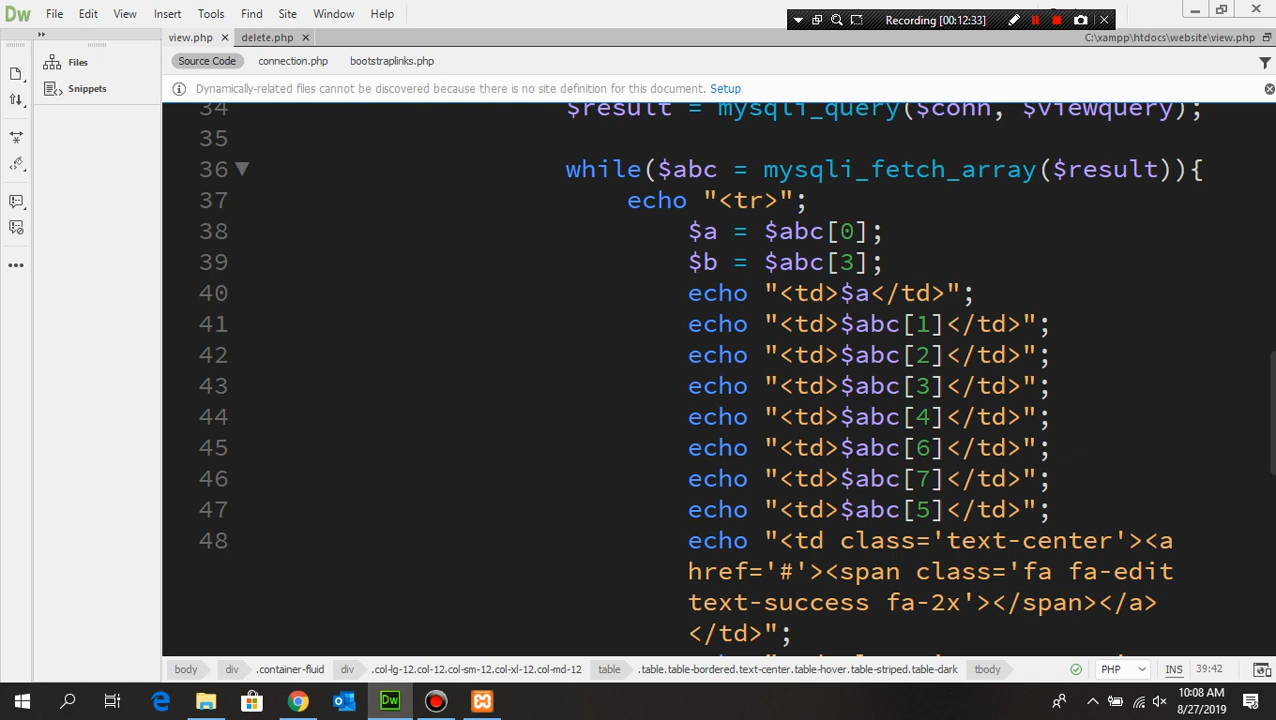 Dw File Edit View Insert Tools Find Site Window Help Recording [00:12:33]
view.php delete.php C:\xampp\htdocs\website\view.php
Files Source Code connection.php bootstraplinks.php
Snippets Dynamically-related files cannot be discovered because there is no site definition for this document. Setup
34 $result = mysqli_query($conn, $viewquery);
35
36 while($abc = mysqli_fetch_array($result)){
37 echo "<tr>";
38 $a = $abc[0];
39 $b = $abc[3];
40 echo "<td>$a</td>";
41 echo "<td>$abc[1]</td>";
42 echo "<td>$abc[2]</td>";
43 echo "<td>$abc[3]</td>";
44 echo "<td>$abc[4]</td>";
45 echo "<td>$abc[6]</td>";
46 echo "<td>$abc[7]</td>";
47 echo "<td>$abc[5]</td>";
48 echo "<td class='text-center'><a
href='#'><span class='fa fa-edit
text-success fa-2x'></span></a>
</td>";
body div .container-fluid div .col-lg-12.col-12.col-sm-12.col-xl-12.col-md-12 table .table.table-bordered.text-center.table-hover.table-striped.table-dark tbody PHP INS 39:42
Dw 10:08 AM
8/27/2019